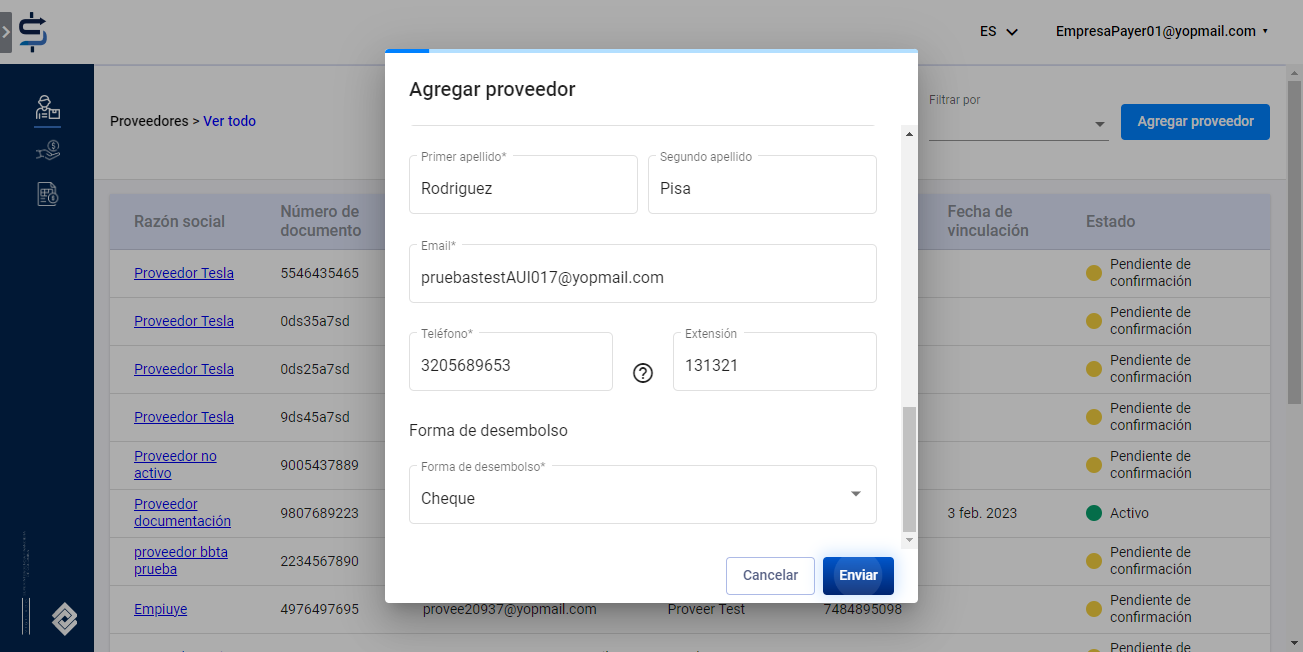 ES
EmpresaPayer01@yopmail.com
Proveedores > Ver todo
Filtrar por
Agregar proveedor
Agregar proveedor
Primer apellido*
Rodriguez
Segundo apellido
Pisa
Email*
pruebastestAUI017@yopmail.com
Teléfono*
3205689653
?
Extensión
131321
Forma de desembolso
Forma de desembolso*
Cheque
Cancelar
Enviar
Razón social
Número de
documento
Fecha de
vinculación
Estado
Proveedor Tesla
5546435465
Pendiente de
confirmación
Proveedor Tesla
0ds35a7sd
Pendiente de
confirmación
Proveedor Tesla
0ds25a7sd
Pendiente de
confirmación
Proveedor Tesla
9ds45a7sd
Pendiente de
confirmación
Proveedor no
activo
9005437889
Pendiente de
confirmación
Proveedor
documentación
9807689223
3 feb. 2023
Activo
proveedor bbta
prueba
2234567890
Pendiente de
confirmación
Empiuye
4976497695
provee20937@yopmail.com
Proveer Test
7484895098
Pendiente de
confirmación
Pendiente de